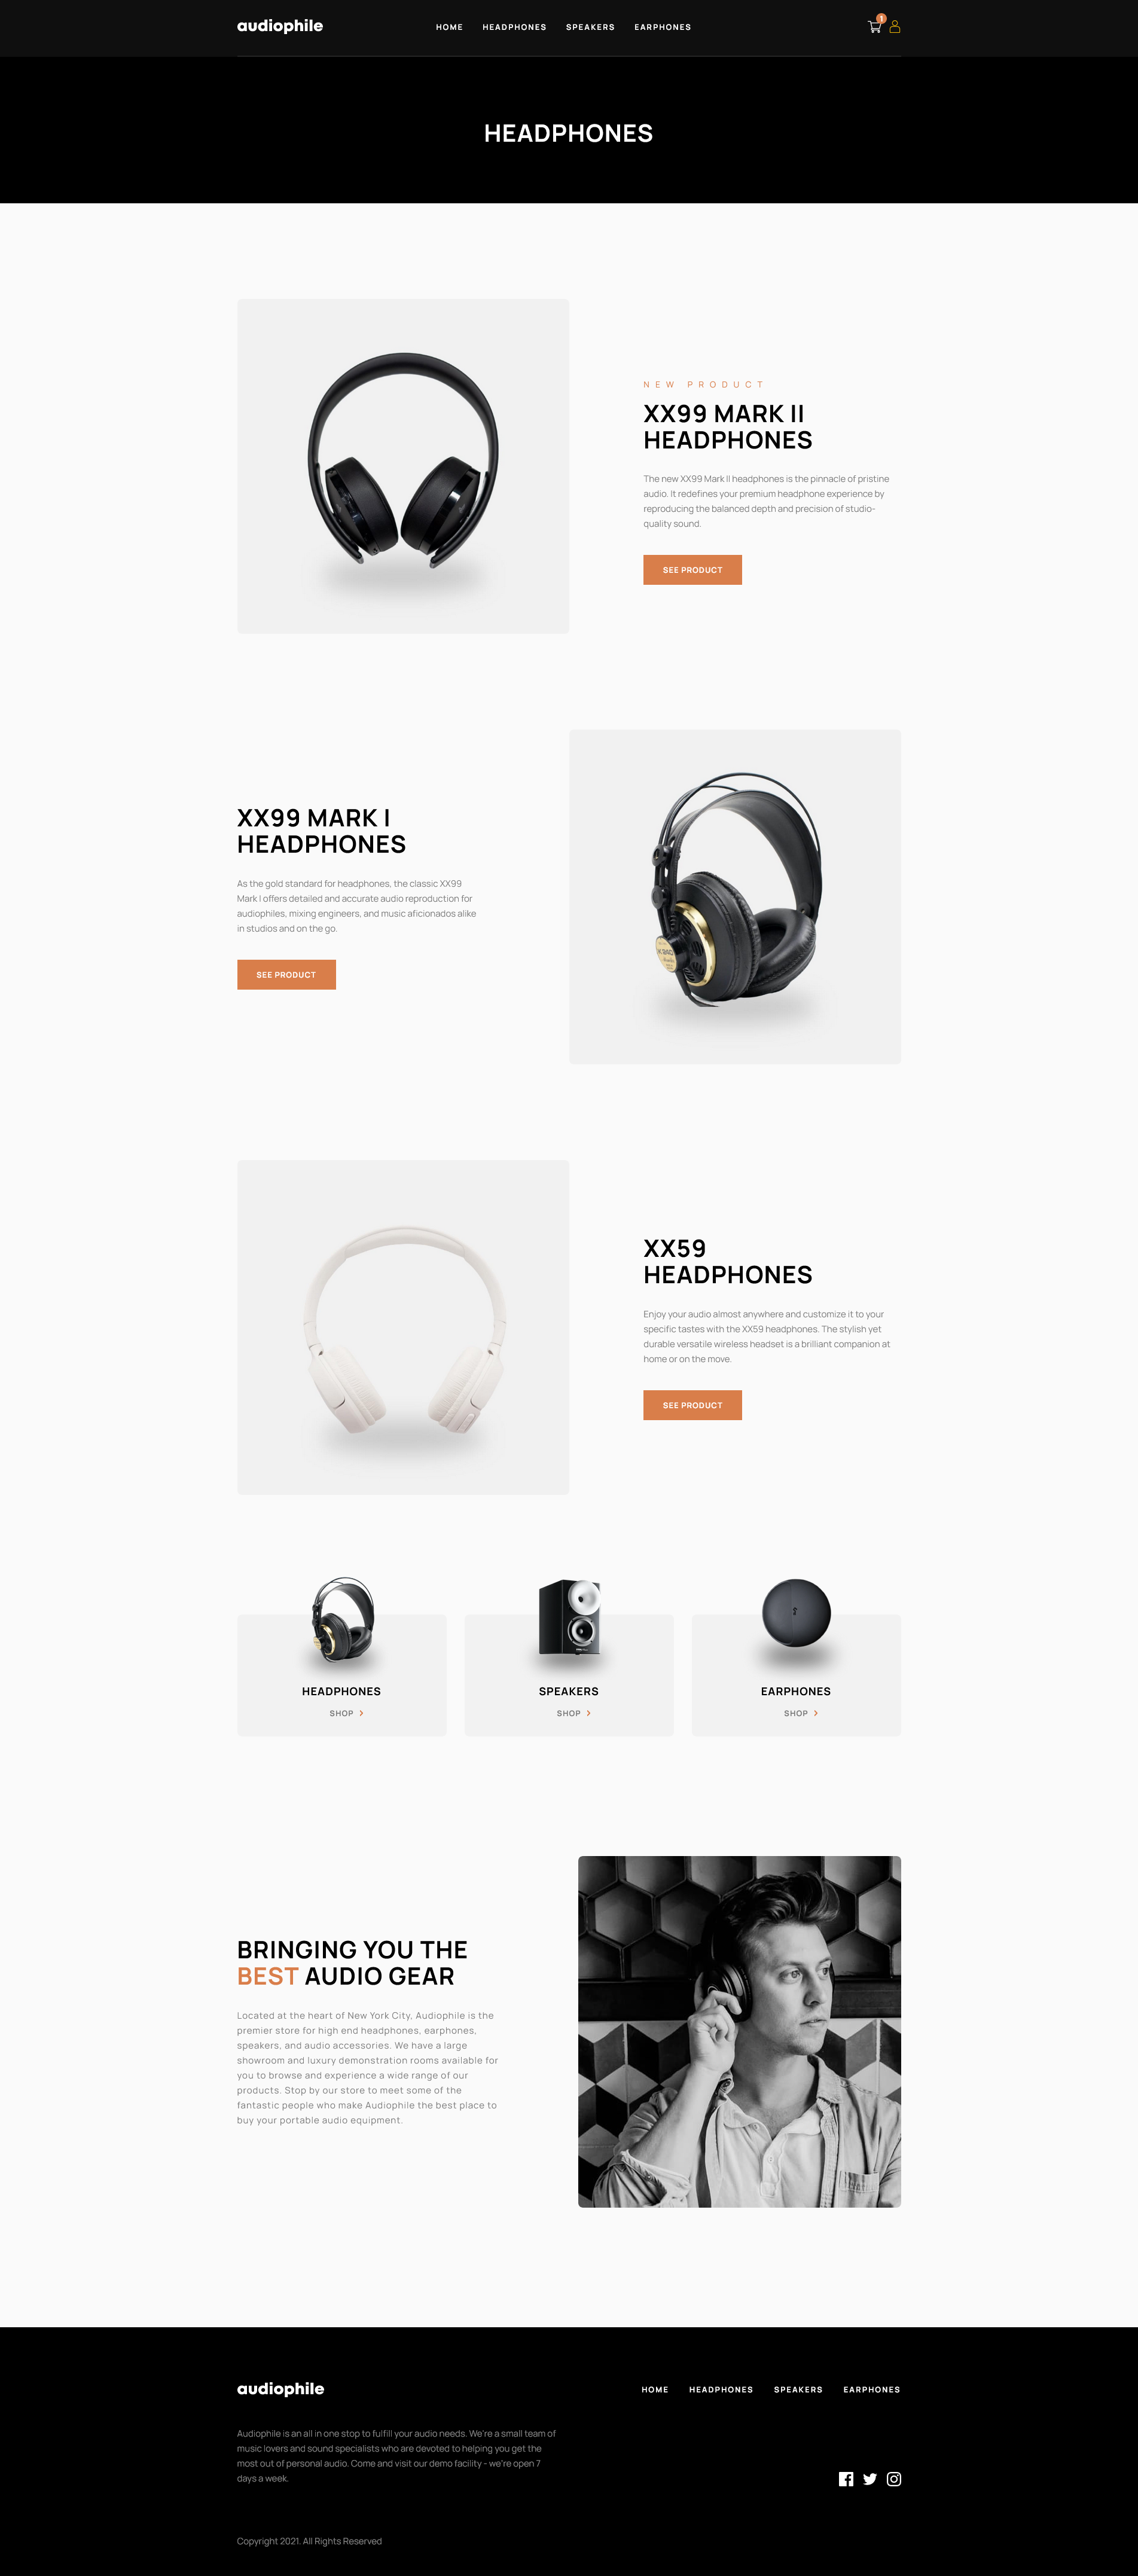 audiophile
HOME HEADPHONES SPEAKERS EARPHONES
1
HEADPHONES
NEW PRODUCT
XX99 MARK II
HEADPHONES
The new XX99 Mark II headphones is the pinnacle of pristine
audio. It redefines your premium headphone experience by
reproducing the balanced depth and precision of studio-
quality sound.
SEE PRODUCT
XX99 MARK I
HEADPHONES
As the gold standard for headphones, the classic XX99
Mark I offers detailed and accurate audio reproduction for
audiophiles, mixing engineers, and music aficionados alike
in studios and on the go.
SEE PRODUCT
XX59
HEADPHONES
Enjoy your audio almost anywhere and customize it to your
specific tastes with the XX59 headphones. The stylish yet
durable versatile wireless headset is a brilliant companion at
home or on the move.
SEE PRODUCT
HEADPHONES
SHOP
SPEAKERS
SHOP
EARPHONES
SHOP
BRINGING YOU THE
BEST AUDIO GEAR
Located at the heart of New York City, Audiophile is the
premier store for high end headphones, earphones,
speakers, and audio accessories. We have a large
showroom and luxury demonstration rooms available for
you to browse and experience a wide range of our
products. Stop by our store to meet some of the
fantastic people who make Audiophile the best place to
buy your portable audio equipment.
audiophile
HOME HEADPHONES SPEAKERS EARPHONES
Audiophile is an all in one stop to fulfill your audio needs. We're a small team of
music lovers and sound specialists who are devoted to helping you get the
most out of personal audio. Come and visit our demo facility - we're open 7
days a week.
Copyright 2021. All Rights Reserved